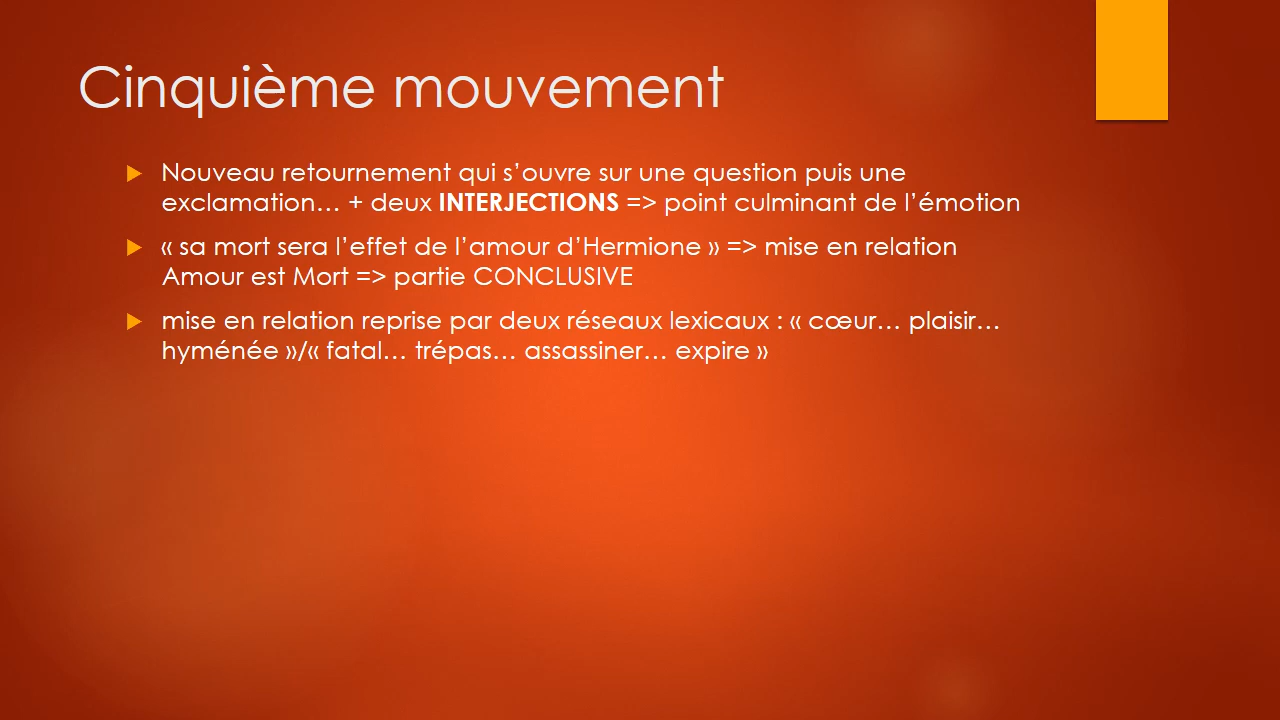 Cinquième mouvement
Nouveau retournement qui s’ouvre sur une question puis une
exclamation… + deux INTERJECTIONS => point culminant de l’émotion
« sa mort sera l’effet de l’amour d’Hermione » => mise en relation
Amour est Mort => partie CONCLUSIVE
mise en relation reprise par deux réseaux lexicaux : « cœur… plaisir…
hyménée »/« fatal… trépas… assassiner… expire »